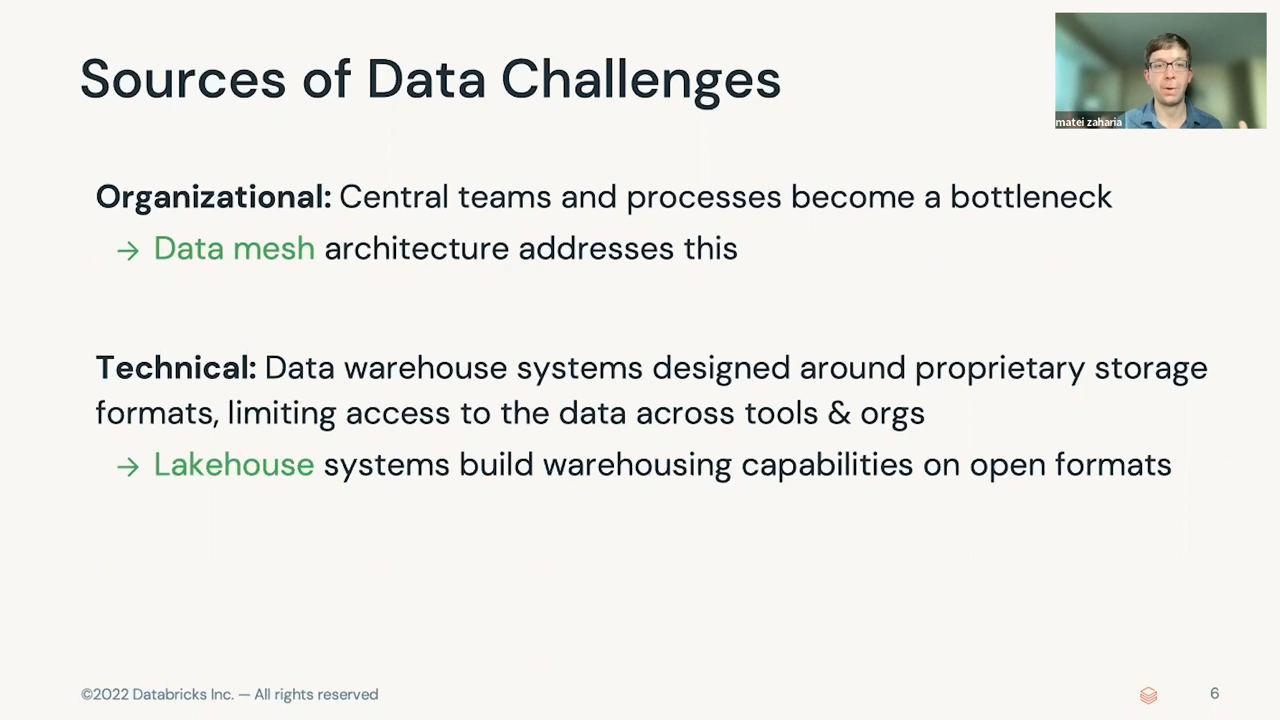 Sources of Data Challenges
matei zaharia
Organizational: Central teams and processes become a bottleneck
→ Data mesh architecture addresses this
Technical: Data warehouse systems designed around proprietary storage
formats, limiting access to the data across tools & orgs
→ Lakehouse systems build warehousing capabilities on open formats
©2022 Databricks Inc. — All rights reserved
6